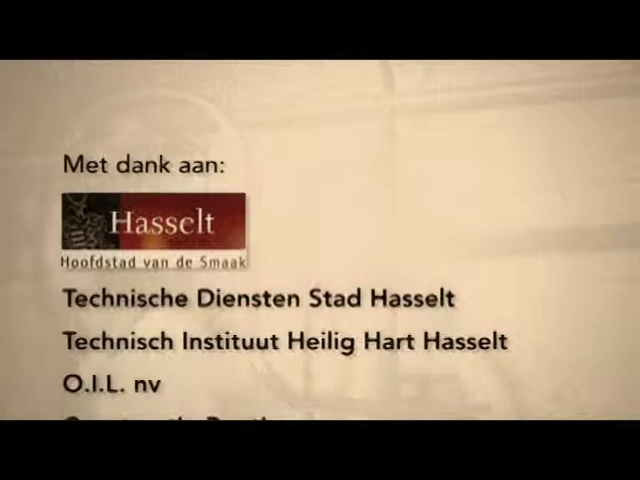 Met dank aan:
Hasselt
Hoofdstad van de Smaak
Technische Diensten Stad Hasselt
Technisch Instituut Heilig Hart Hasselt
O.I.L. nv